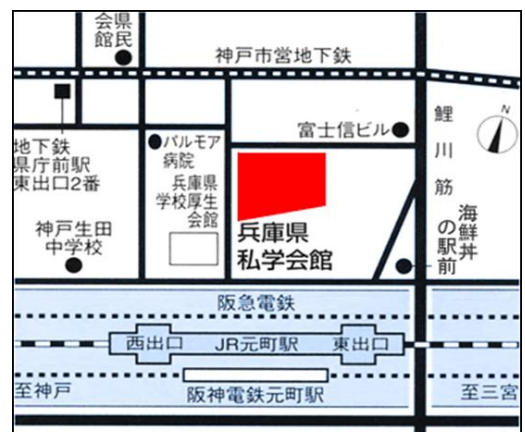 県民
会館
神戸市営地下鉄
地下鉄
県庁前駅
東出口2番
パルモア
病院
富士信ビル
鯉川筋
N
兵庫県
学校厚生
会館
神戸生田
中学校
兵庫県
私学会館
海鮮丼
の駅前
阪急電鉄
西出口
JR元町駅
東出口
至神戸
阪神電鉄元町駅
至三宮